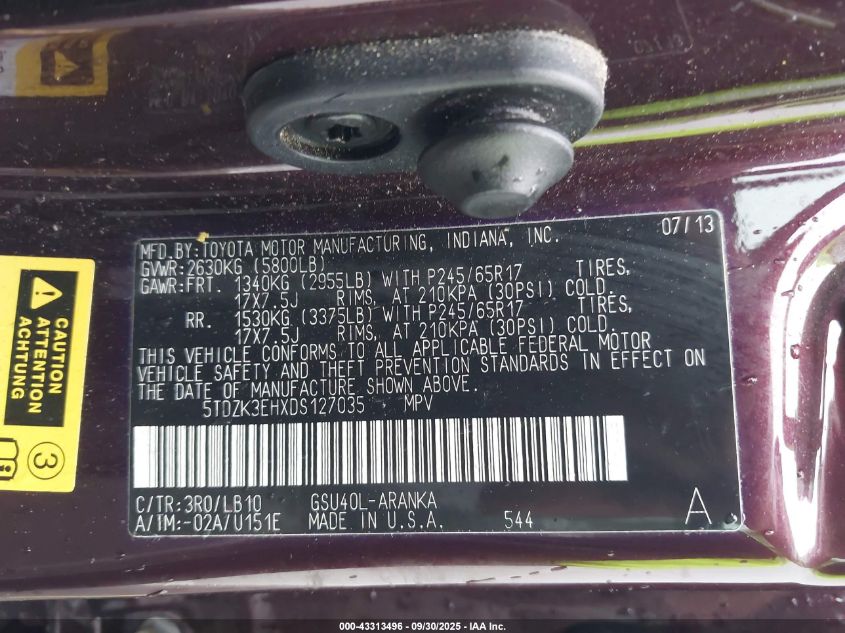 MFD.BY:TOYOTA MOTOR MANUFACTURING, INDIANA, INC. 07/13
GVWR:2630KG (5800LB)
GAWR:FRT. 1340KG (2955LB) WITH P245/65R17 TIRES,
17X7.5J RIMS, AT 210KPA (30PSI) COLD.
RR. 1530KG (3375LB) WITH P245/65R17 TIRES,
17X7.5J RIMS, AT 210KPA (30PSI) COLD.
THIS VEHICLE CONFORMS TO ALL APPLICABLE FEDERAL MOTOR
VEHICLE SAFETY AND THEFT PREVENTION STANDARDS IN EFFECT ON
THE DATE OF MANUFACTURE SHOWN ABOVE.
5TDZK3EHXDS127035 MPV
C/TR:3R0/LB10 GSU40L-ARANKA
A/TM:-02A/U151E MADE IN U.S.A. 544 A
CAUTION
ATTENTION
ACHTUNG
3
000-43313496 - 09/30/2025 - IAA Inc.